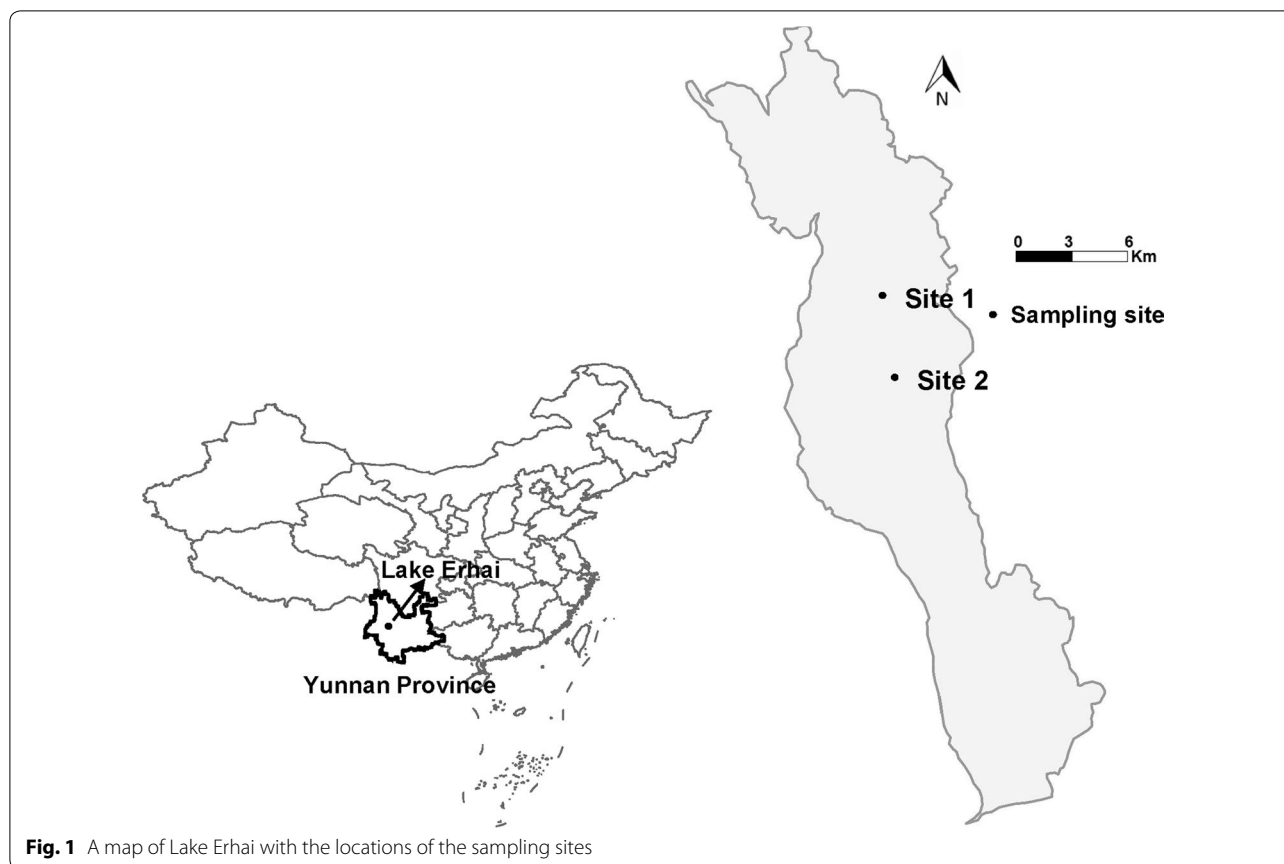 N
0 3 6
Km
Site 1
Sampling site
Site 2
Lake Erhai
Yunnan Province
Fig. 1 A map of Lake Erhai with the locations of the sampling sites